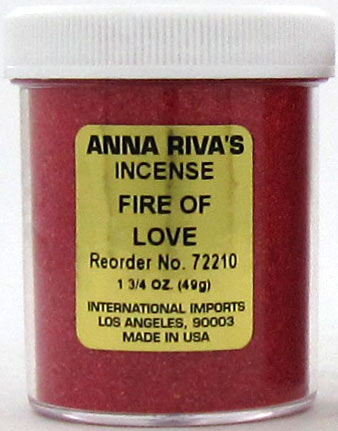 ANNA RIVA'S
INCENSE
FIRE OF
LOVE
Reorder No. 72210
1 3/4 OZ. (49g)
INTERNATIONAL IMPORTS
LOS ANGELES, 90003
MADE IN USA